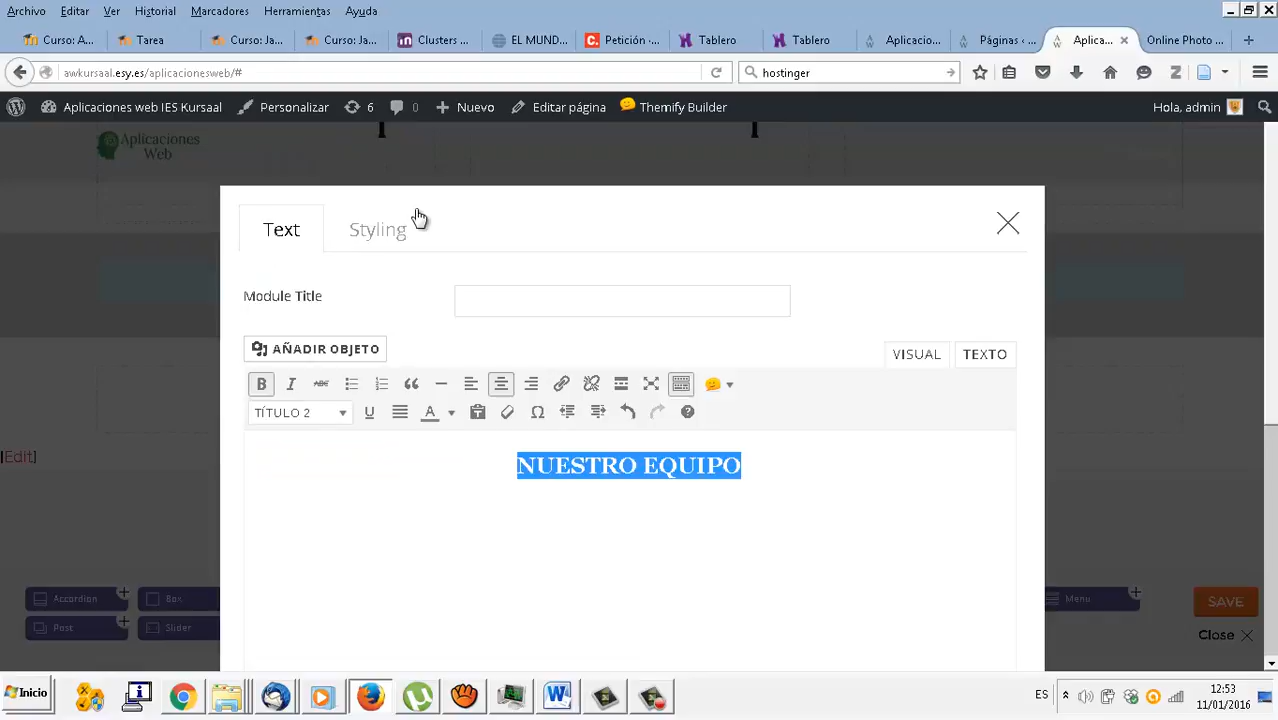 Archivo Editar Ver Historial Marcadores Herramientas Ayuda
Curso: A... Tarea Curso: Ja... Curso: Ja... Clusters ... EL MUND... Petición ·... Tablero Tablero Aplicacio... Páginas ‹ ... Aplica... Online Photo ...
awkursaal.esy.es/aplicacionesweb/# hostinger
Aplicaciones web IES Kursaal Personalizar 6 0 Nuevo Editar página Themify Builder Hola, admin
Aplicaciones
Web
Text Styling
Module Title
AÑADIR OBJETO VISUAL TEXTO
B I ABC
TÍTULO 2 U A Ω
[Edit]
NUESTRO EQUIPO
Accordion Box Menu SAVE
Post Slider Close
Inicio ES 12:53
11/01/2016